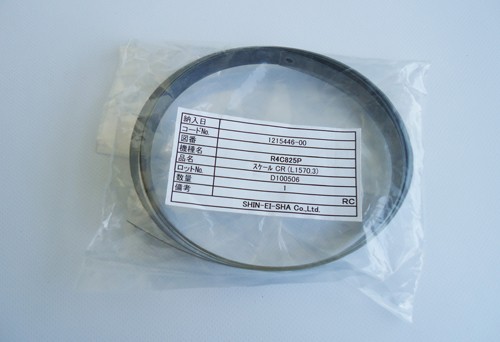 納入日
コードNo.
図番 1215446-00
機種名 R4C825P
品名 スケール CR (L1570.3)
ロットNo. D100506
数量 1
備考 RC
SHIN-EI-SHA Co.,Ltd.